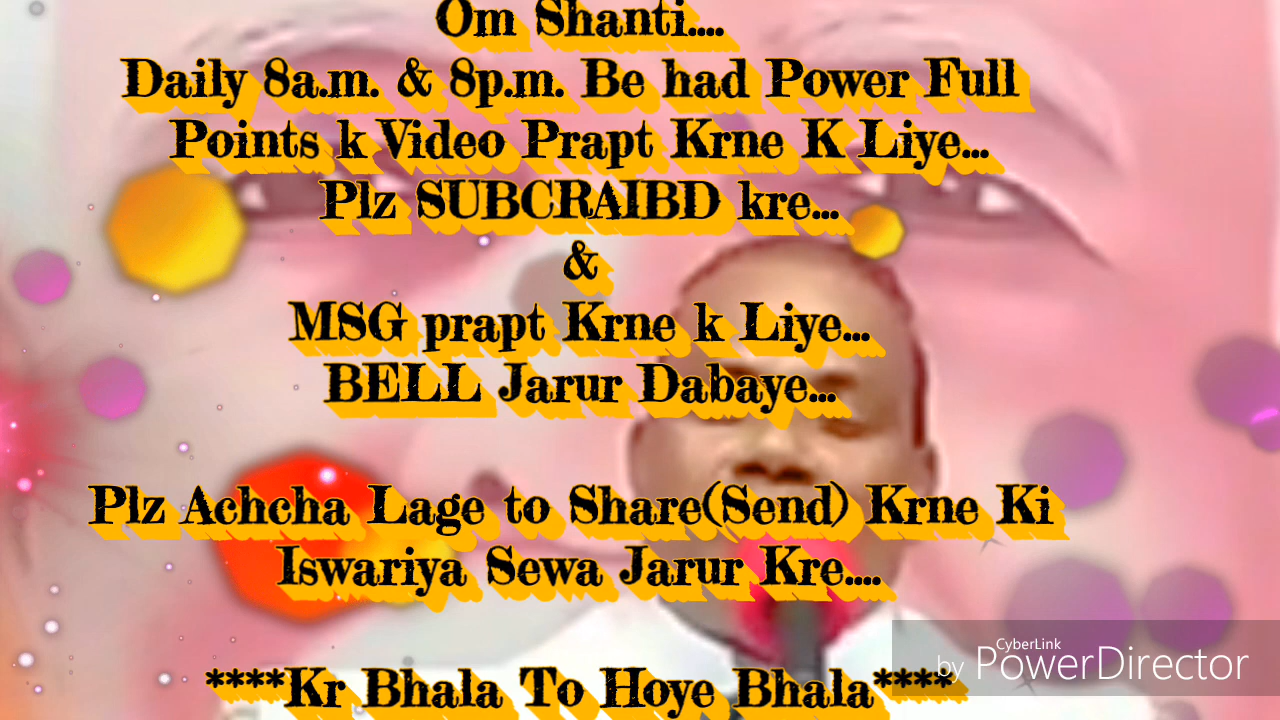 Om Shanti....
Daily 8a.m. & 8p.m. Be had Power Full
Points k Video Prapt Krne K Liye...
Plz SUBCRAIBD kre...
&
MSG prapt Krne k Liye...
BELL Jarur Dabaye...
Plz Achcha Lage to Share(Send) Krne Ki
Iswariya Sewa Jarur Kre....
****Kr Bhala To Hoye Bhala****
by CyberLink PowerDirector